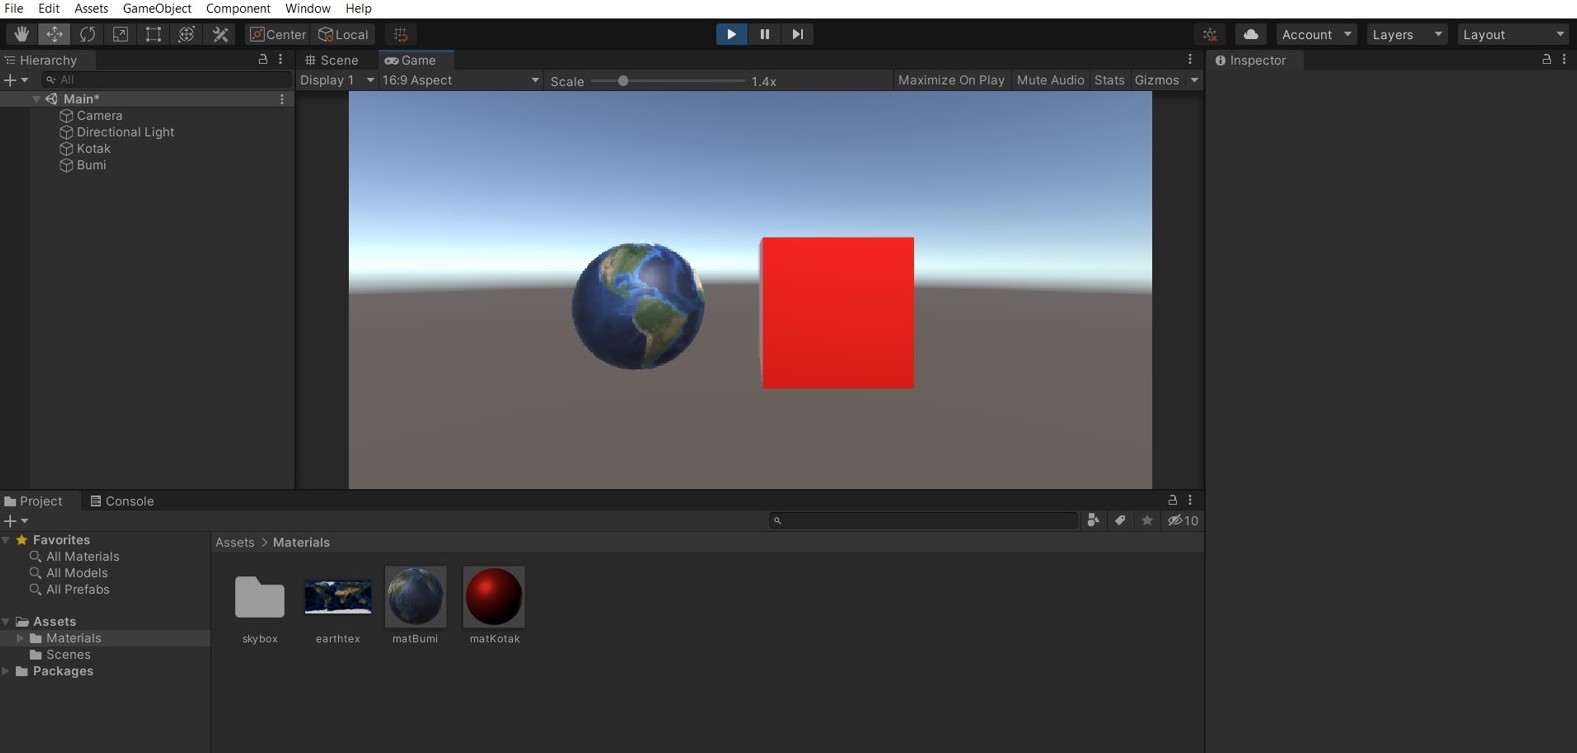 File Edit Assets GameObject Component Window Help
Center Local Account Layers Layout
Hierarchy Scene Game Inspector
All Display 1 16:9 Aspect Scale 1.4x Maximize On Play Mute Audio Stats Gizmos
Main*
Camera
Directional Light
Kotak
Bumi
Project Console
10
Favorites
All Materials
All Models
All Prefabs
Assets
Materials
Scenes
Packages
Assets > Materials
skybox earthtex matBumi matKotak